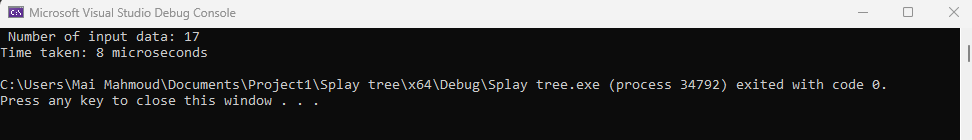 Microsoft Visual Studio Debug Console
Number of input data: 17
Time taken: 8 microseconds
C:\Users\Mai Mahmoud\Documents\Project1\Splay tree\x64\Debug\Splay tree.exe (process 34792) exited with code 0.
Press any key to close this window . . .